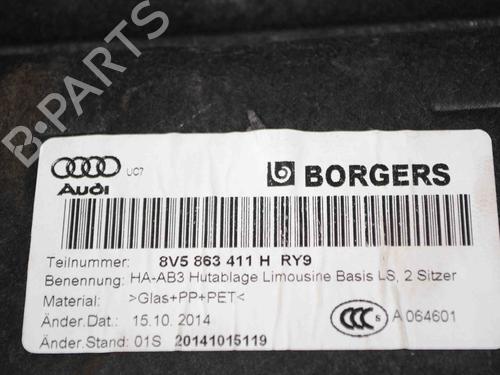 B-PARTS
UC7
Audi
BORGERS
Teilnummer: 8V5 863 411 H RY9
Benennung: HA-AB3 Hutablage Limousine Basis LS, 2 Sitzer
Material: >Glas+PP+PET<
Änder.Dat.: 15.10.2014
CCC S A 064601
Änder.Stand: 01S 20141015119